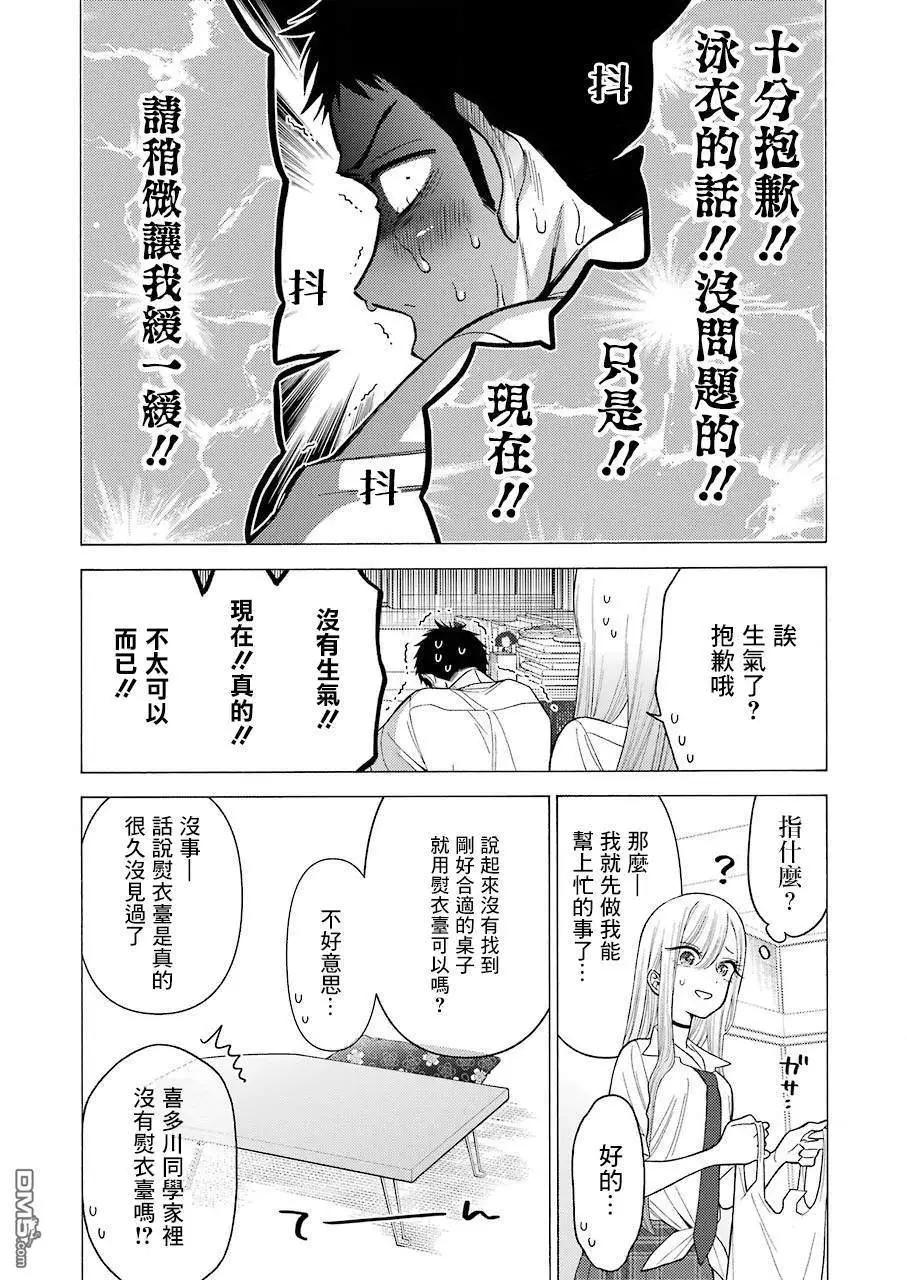 十分抱歉!!
泳衣的話!!沒問題的!!
只是!!
現在!!
請稍微讓我緩一緩!!
抖
抖
抖
誒
生氣了?
抱歉哦
沒有生氣!!
現在!!真的!!
不太可以
而已!!
指什麼?
那麼—
我就先做我能
幫上忙的事了…
?
ガサ…
好的…
說起來沒有找到
剛好合適的桌子
就用熨衣臺可以嗎?
不好意思…
沒事—
話說熨衣臺是真的
很久沒見過了
喜多川同學家裡
沒有熨衣臺嗎!?
てーーん
DM5.com